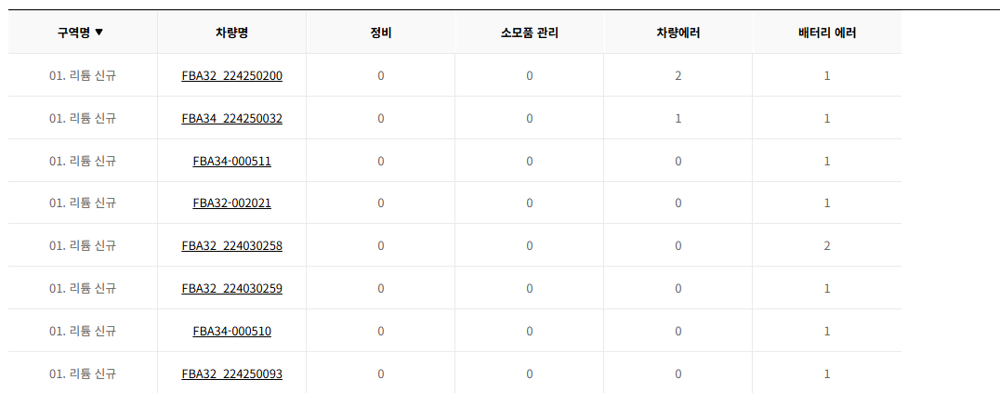 구역명 ▼ 차량명 정비 소모품 관리 차량에러 배터리 에러
01. 리튬 신규 FBA32_224250200 0 0 2 1
01. 리튬 신규 FBA34_224250032 0 0 1 1
01. 리튬 신규 FBA34-000511 0 0 0 1
01. 리튬 신규 FBA32-002021 0 0 0 1
01. 리튬 신규 FBA32_224030258 0 0 0 2
01. 리튬 신규 FBA32_224030259 0 0 0 1
01. 리튬 신규 FBA34-000510 0 0 0 1
01. 리튬 신규 FBA32_224250093 0 0 0 1